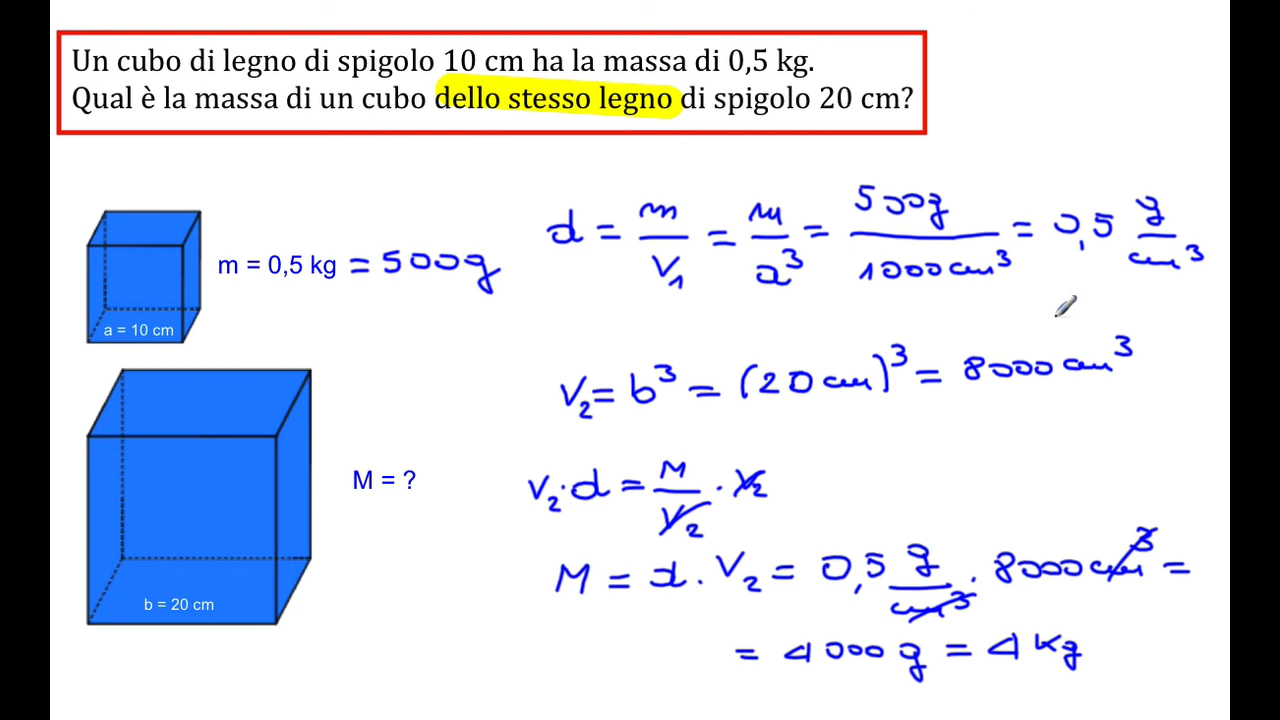 Un cubo di legno di spigolo 10 cm ha la massa di 0,5 kg.
Qual è la massa di un cubo dello stesso legno di spigolo 20 cm?
m = 0,5 kg = 500g
a = 10 cm
d = m/V₁ = m/a³ = 500g/1000cm³ = 0,5 g/cm³
V₂ = b³ = (20 cm)³ = 8000 cm³
M = ?
V₂·d = M/V₂ · V₂
b = 20 cm
M = d · V₂ = 0,5 g/cm³ · 8000 cm³ =
= 4000 g = 4 kg